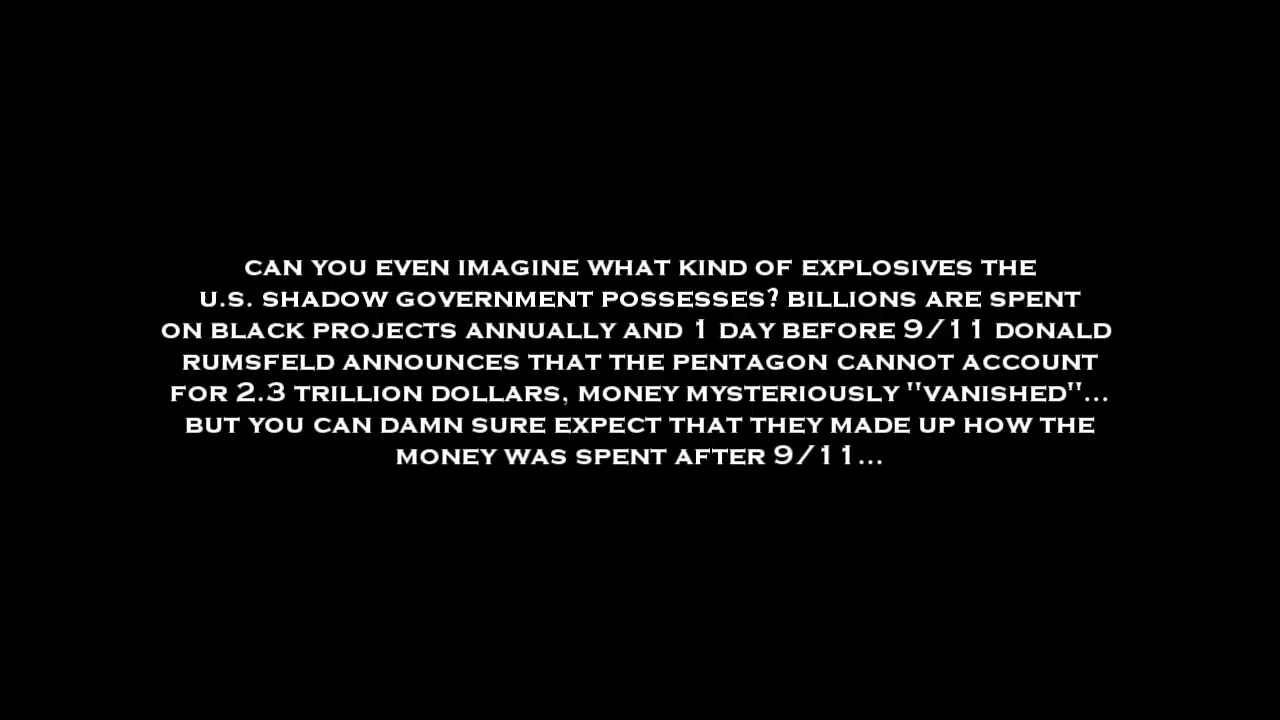 CAN YOU EVEN IMAGINE WHAT KIND OF EXPLOSIVES THE
U.S. SHADOW GOVERNMENT POSSESSES? BILLIONS ARE SPENT
ON BLACK PROJECTS ANNUALLY AND 1 DAY BEFORE 9/11 DONALD
RUMSFELD ANNOUNCES THAT THE PENTAGON CANNOT ACCOUNT
FOR 2.3 TRILLION DOLLARS, MONEY MYSTERIOUSLY "VANISHED"...
BUT YOU CAN DAMN SURE EXPECT THAT THEY MADE UP HOW THE
MONEY WAS SPENT AFTER 9/11...